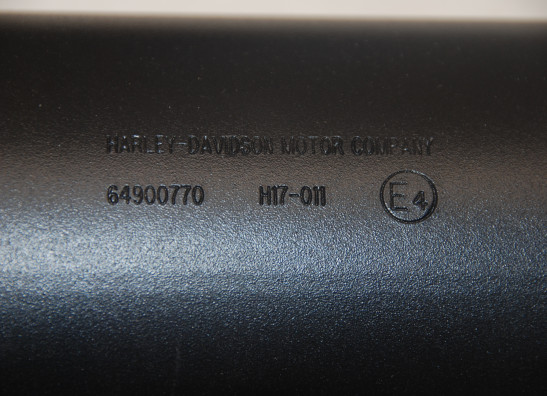 HARLEY-DAVIDSON MOTOR COMPANY
64900770 H17-011 E4